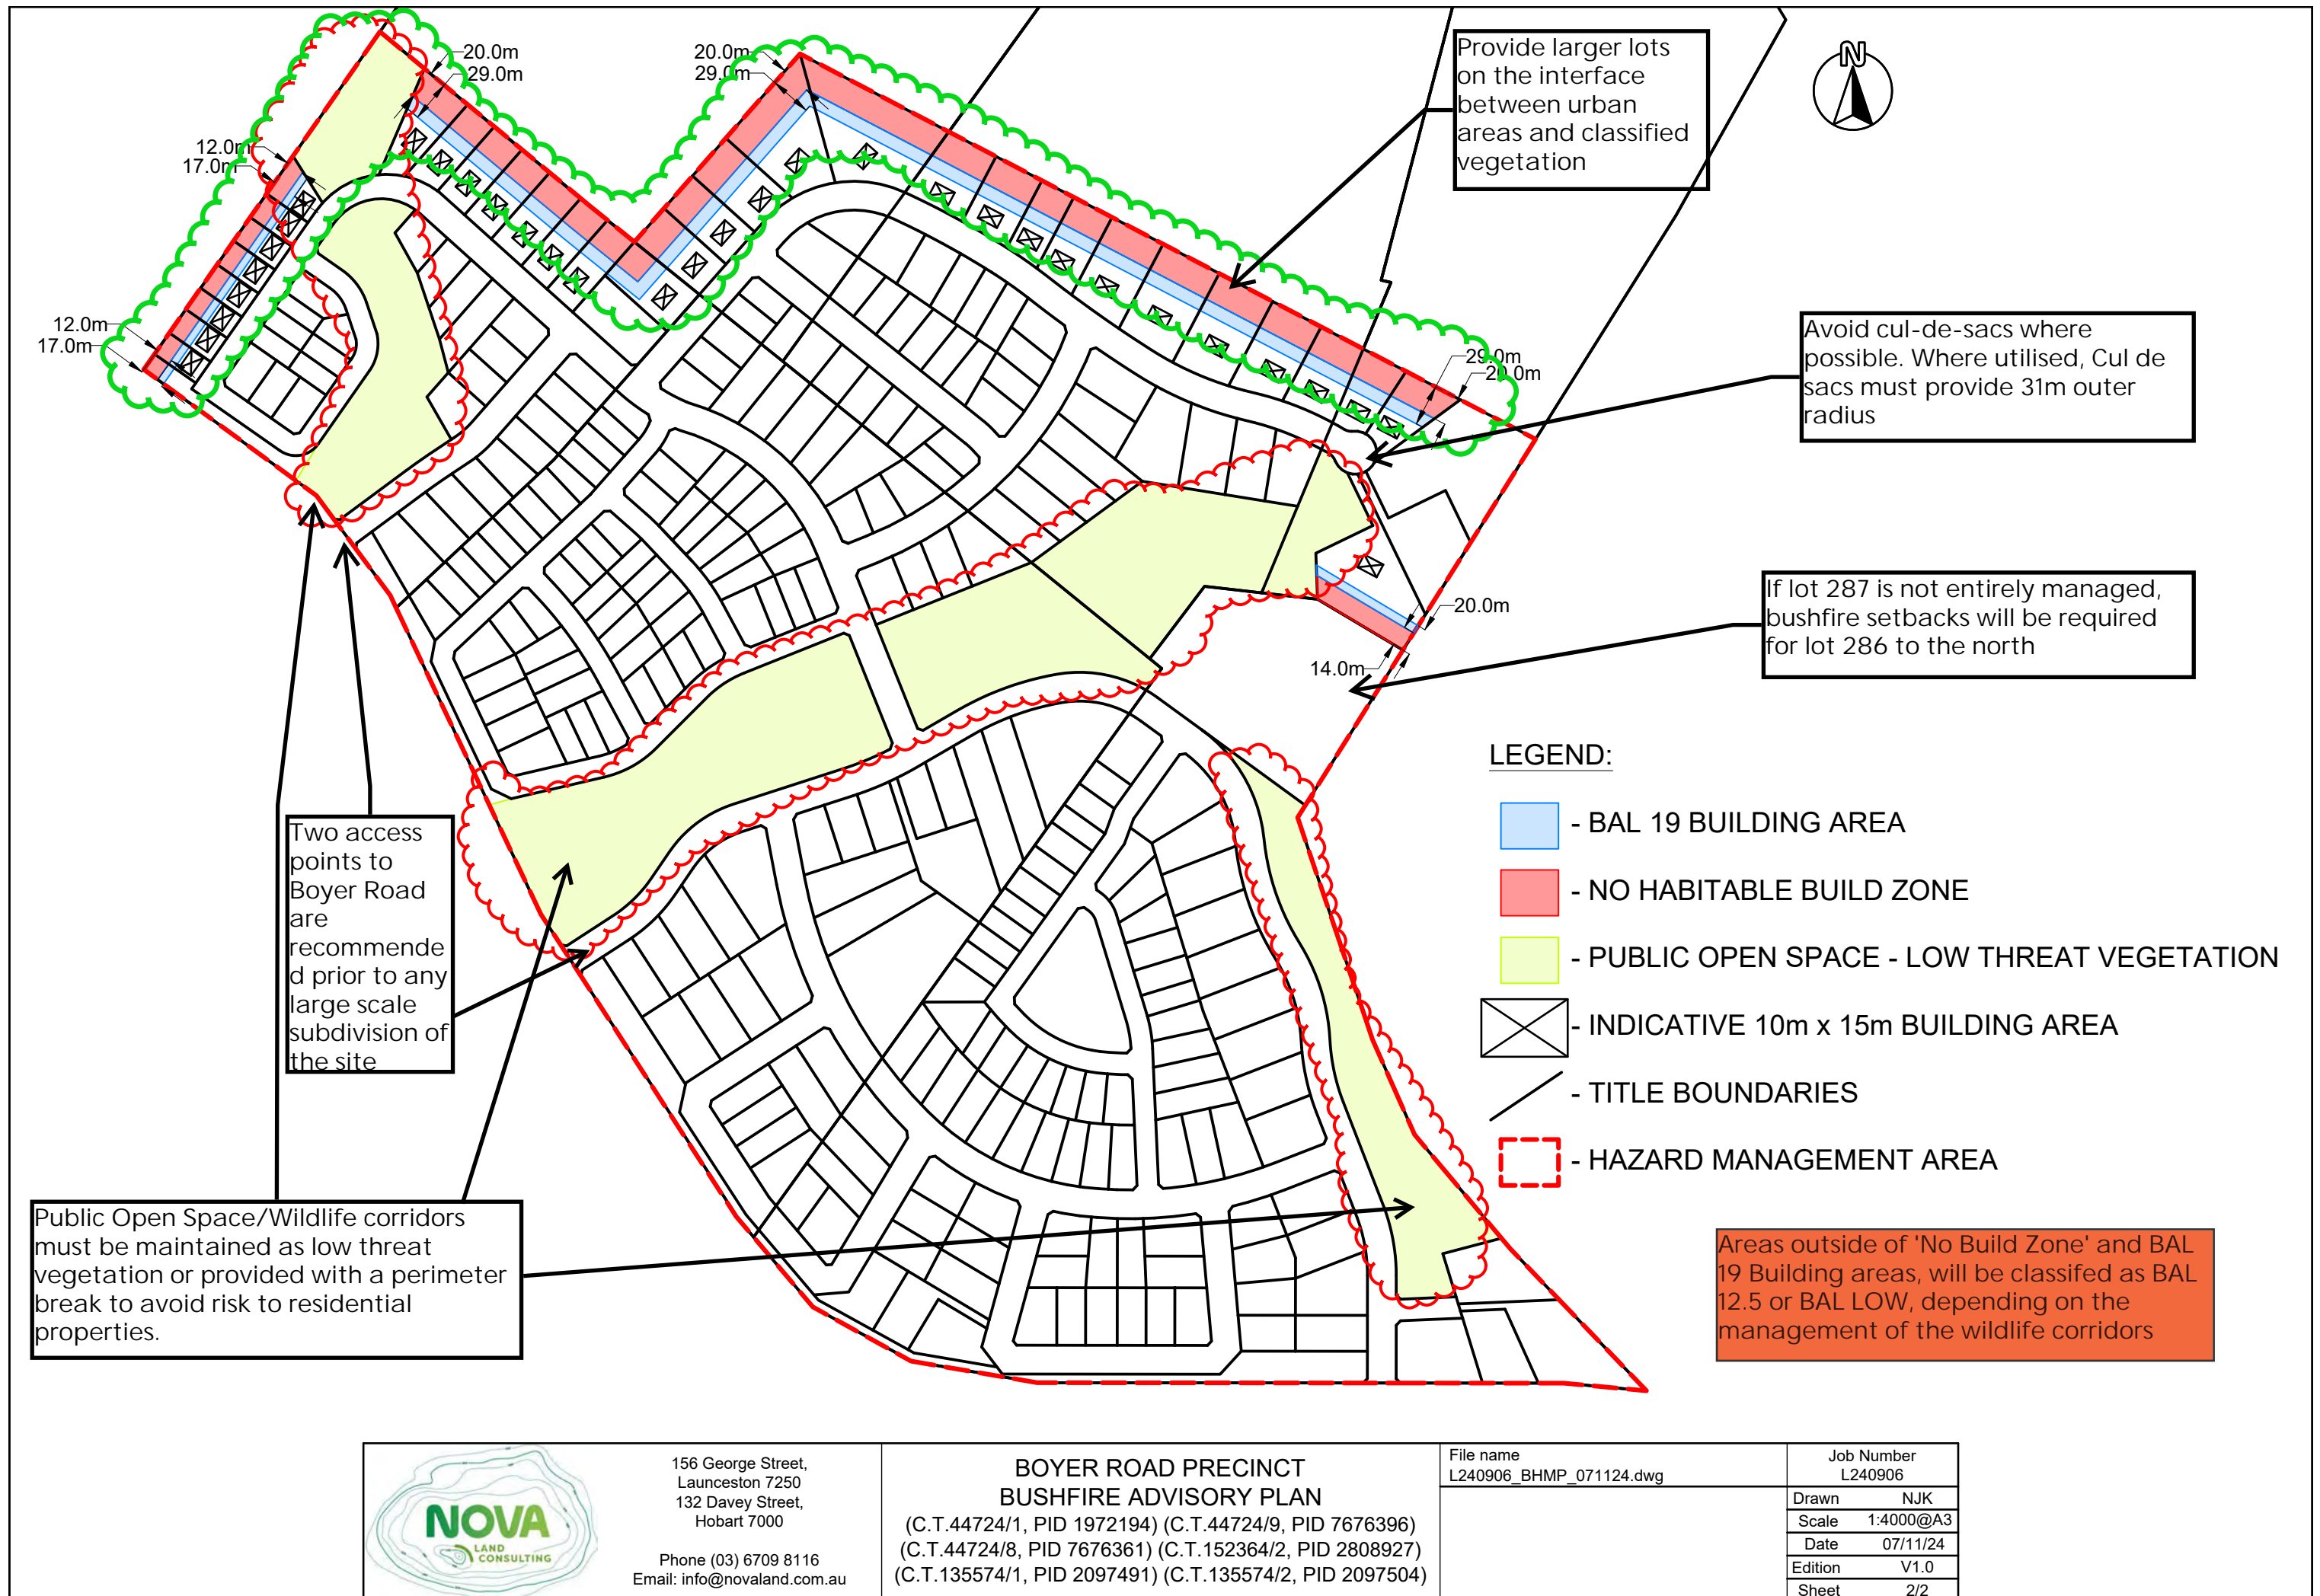 20.0m
29.0m
20.0m
29.0m
Provide larger lots
on the interface
between urban
areas and classified
vegetation
N
12.0m
17.0m
12.0m
17.0m
29.0m
20.0m
Avoid cul-de-sacs where
possible. Where utilised, Cul de
sacs must provide 31m outer
radius
If lot 287 is not entirely managed,
bushfire setbacks will be required
for lot 286 to the north
20.0m
14.0m
LEGEND:
- BAL 19 BUILDING AREA
- NO HABITABLE BUILD ZONE
- PUBLIC OPEN SPACE - LOW THREAT VEGETATION
- INDICATIVE 10m x 15m BUILDING AREA
- TITLE BOUNDARIES
- HAZARD MANAGEMENT AREA
Two access
points to
Boyer Road
are
recommende
d prior to any
large scale
subdivision of
the site
Public Open Space/Wildlife corridors
must be maintained as low threat
vegetation or provided with a perimeter
break to avoid risk to residential
properties.
Areas outside of 'No Build Zone' and BAL
19 Building areas, will be classifed as BAL
12.5 or BAL LOW, depending on the
management of the wildlife corridors
NOVA
LAND
CONSULTING
156 George Street,
Launceston 7250
132 Davey Street,
Hobart 7000
Phone (03) 6709 8116
Email: info@novaland.com.au
BOYER ROAD PRECINCT
BUSHFIRE ADVISORY PLAN
(C.T.44724/1, PID 1972194) (C.T.44724/9, PID 7676396)
(C.T.44724/8, PID 7676361) (C.T.152364/2, PID 2808927)
(C.T.135574/1, PID 2097491) (C.T.135574/2, PID 2097504)
File name
L240906_BHMP_071124.dwg
Job Number
L240906
Drawn NJK
Scale 1:4000@A3
Date 07/11/24
Edition V1.0
Sheet 2/2